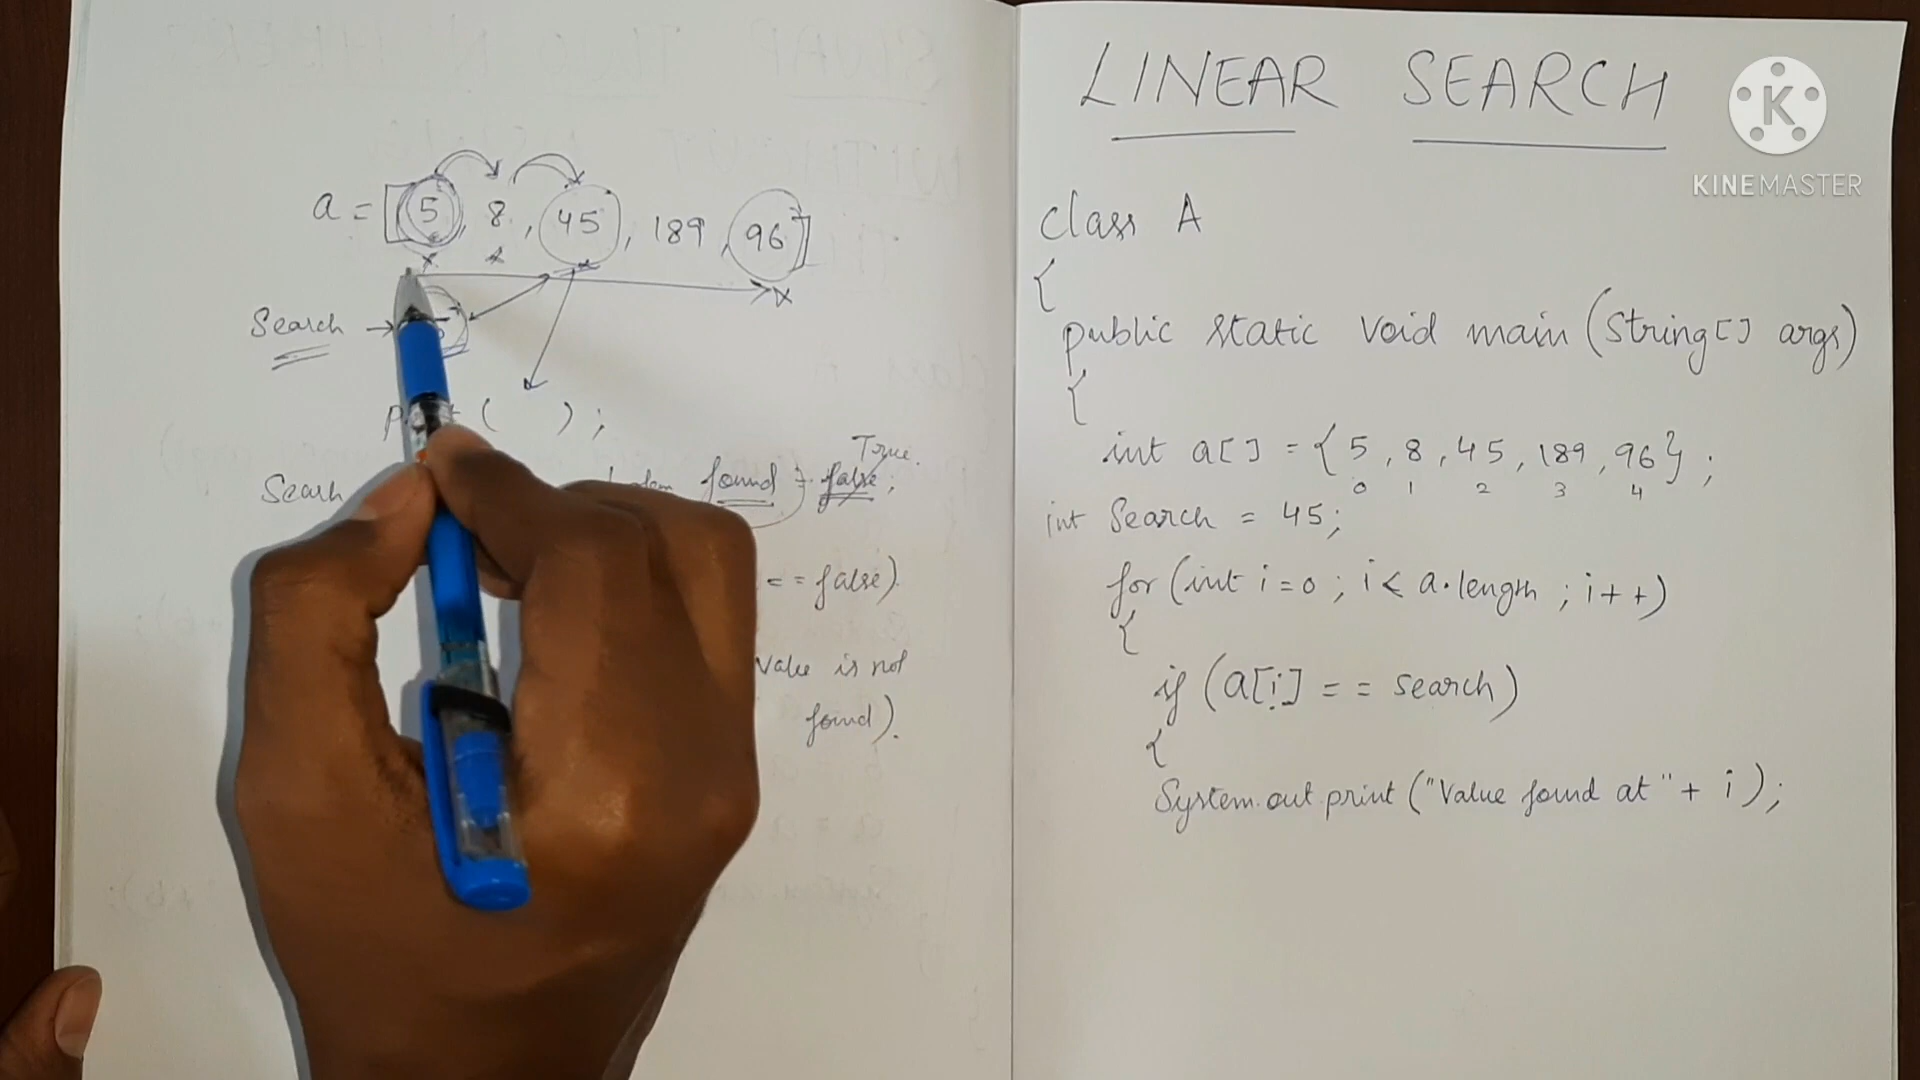 a = [5, 8, 45, 189, 96]
Search →
( );
Search found = false;
True.
== false).
Value is not
found).
LINEAR SEARCH
K
KINEMASTER
class A
{
public static void main (String[] args)
{
int a[] = {5, 8, 45, 189, 96};
0 1 2 3 4
int Search = 45;
for (int i=0; i< a.length; i++)
{
if (a[i] == search)
{
System.out.print ("Value found at" + i);